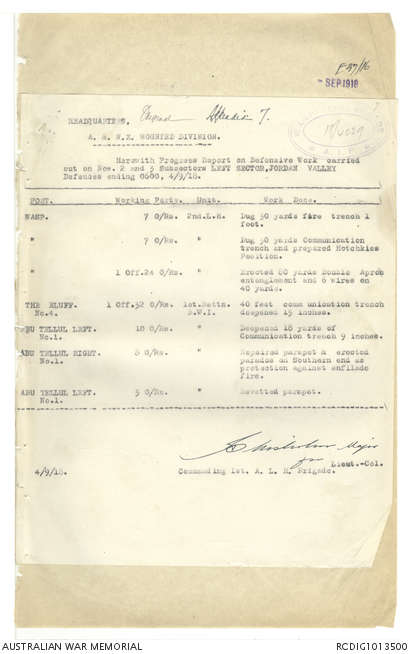 SEP 1918
HEADQUARTERS, Appendix 7.
A. & N.Z. MOUNTED DIVISION.
Herewith Progress Report on Defensive Work carried
out on Nos. 2 and 3 Subsectors LEFT SECTOR, JORDAN VALLEY
Defences ending 0600, 4/9/18.
POST. Working Party. Unit. Work Done.
WASP. 7 O/Rs. 2nd.L.H. Dug 30 yards fire trench 1
foot.
" 7 O/Rs. " Dug 30 yards Communication
trench and prepared Hotchkiss
Position.
" 1 Off.24 O/Rs. " Erected 80 yards Double Apron
entanglement and 6 wires on
40 yards.
THE BLUFF. 1 Off.32 O/Rs. 1st.Battn. 40 feet communication trench
No.4. B.W.I. deepened 15 inches.
ABU TELLUL LEFT. 10 O/Rs. " Deepened 18 yards of
No.1. Communication trench 9 inches.
ABU TELLUL RIGHT. 8 O/Rs. " Repaired parapet & erected
No.1. parados on Southern end as
protection against enfilade
fire.
ABU TELLUL LEFT. 5 O/Rs. " Revetted parapet.
No.1.
Chisholm Major
for Lieut.-Col.
4/9/18. Commanding 1st. A. L. H. Brigade.
AUSTRALIAN WAR MEMORIAL RCDIG1013500